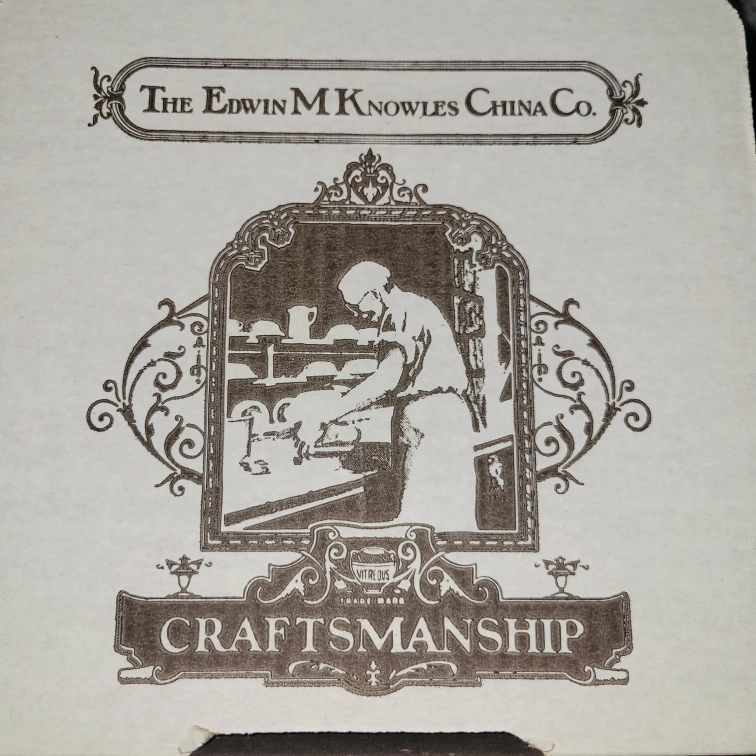 THE EDWIN M KNOWLES CHINA CO.
VITREOUS
TRADE MARK
CRAFTSMANSHIP